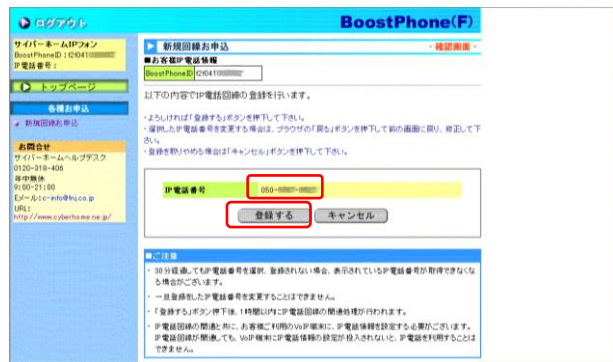 ログアウト
BoostPhone(F)
サイバーホームIPフォン
BoostPhoneID:t2f041
IP電話番号:
トップページ
各種お申込
新規回線お申込
お問合せ
サイバーホームヘルプデスク
0120-319-406
年中無休
9:00-21:00
Eメール:c-info@fnj.co.jp
URL:
http://www.cyberhome.ne.jp/
新規回線お申込
- 確認画面 -
■お客様IP電話情報
BoostPhoneID t2f041
以下の内容でIP電話回線の登録を行います。
・よろしければ「登録する」ボタンを押下して下さい。
・選択したIP電話番号を変更する場合は、ブラウザの「戻る」ボタンを押下して前の画面に戻り、修正して下
さい。
・登録を取りやめる場合は「キャンセル」ボタンを押下して下さい。
IP電話番号
050-
登録する
キャンセル
■ご注意
・ 30分経過してもIP電話番号を選択、登録されない場合、表示されているIP電話番号が取得できなくな
る場合がございます。
・ 一旦登録をしたIP電話番号を変更することはできません。
・ 「登録する」ボタン押下後、1時間以内にIP電話回線の開通処理が行われます。
・ IP電話回線の開通と共に、お客様ご利用のVoIP端末に、IP電話情報を設定する必要がございます。
IP電話回線が開通しても、VoIP端末にIP電話情報の設定が投入されないと、IP電話を利用することは
できません。